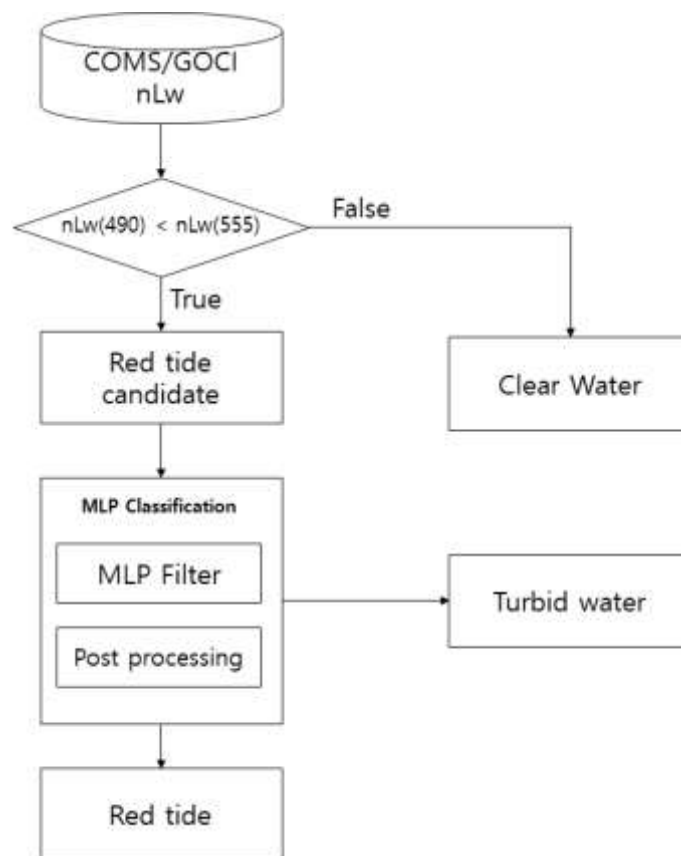 COMS/GOCI
nLw
nLw(490) < nLw(555)
False
True
Red tide
candidate
Clear Water
MLP Classification
MLP Filter
Post processing
Turbid water
Red tide